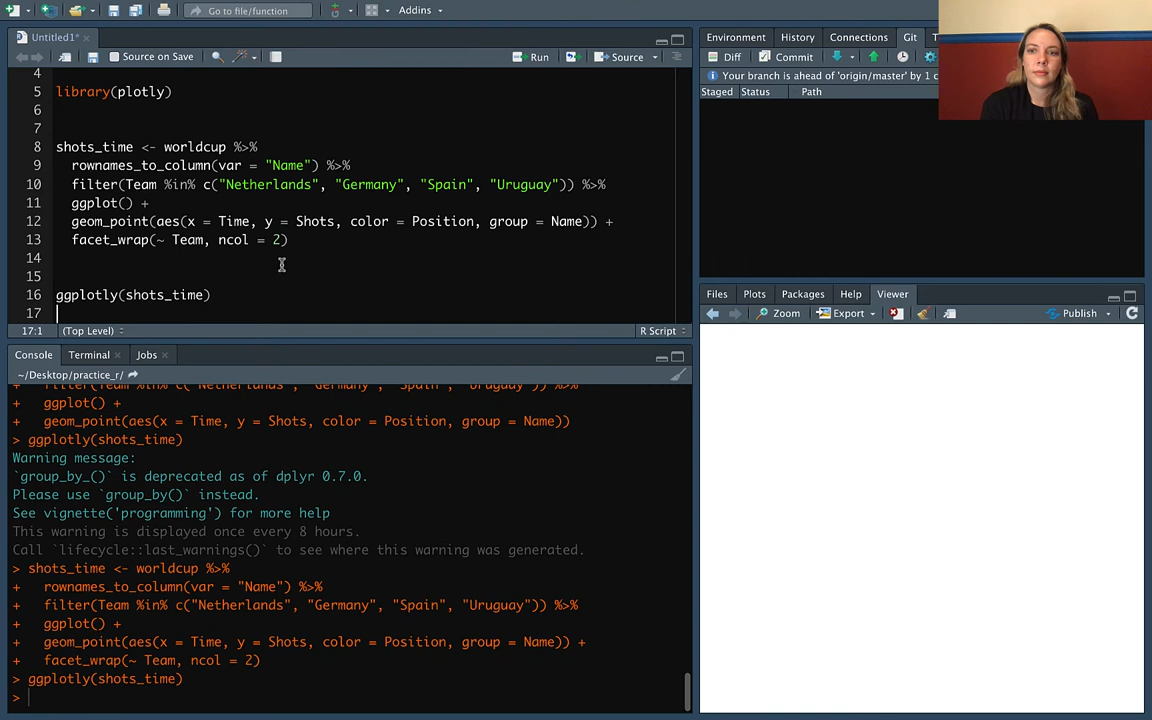 Go to file/function
Addins
Untitled1*
Source on Save
Run
Source
4
5 library(plotly)
6
7
8 shots_time <- worldcup %>%
9 rownames_to_column(var = "Name") %>%
10 filter(Team %in% c("Netherlands", "Germany", "Spain", "Uruguay")) %>%
11 ggplot() +
12 geom_point(aes(x = Time, y = Shots, color = Position, group = Name)) +
13 facet_wrap(~ Team, ncol = 2)
14
15
16 ggplotly(shots_time)
17
17:1 (Top Level) R Script
Console Terminal Jobs
~/Desktop/practice_r/
+ filter(Team %in% c("Netherlands", "Germany", "Spain", "Uruguay")) %>%
+ ggplot() +
+ geom_point(aes(x = Time, y = Shots, color = Position, group = Name))
> ggplotly(shots_time)
Warning message:
`group_by_()` is deprecated as of dplyr 0.7.0.
Please use `group_by()` instead.
See vignette('programming') for more help
This warning is displayed once every 8 hours.
Call `lifecycle::last_warnings()` to see where this warning was generated.
> shots_time <- worldcup %>%
+ rownames_to_column(var = "Name") %>%
+ filter(Team %in% c("Netherlands", "Germany", "Spain", "Uruguay")) %>%
+ ggplot() +
+ geom_point(aes(x = Time, y = Shots, color = Position, group = Name)) +
+ facet_wrap(~ Team, ncol = 2)
> ggplotly(shots_time)
>
Environment History Connections Git T
Diff Commit
Your branch is ahead of 'origin/master' by 1 c
Staged Status Path
Files Plots Packages Help Viewer
Zoom Export Publish